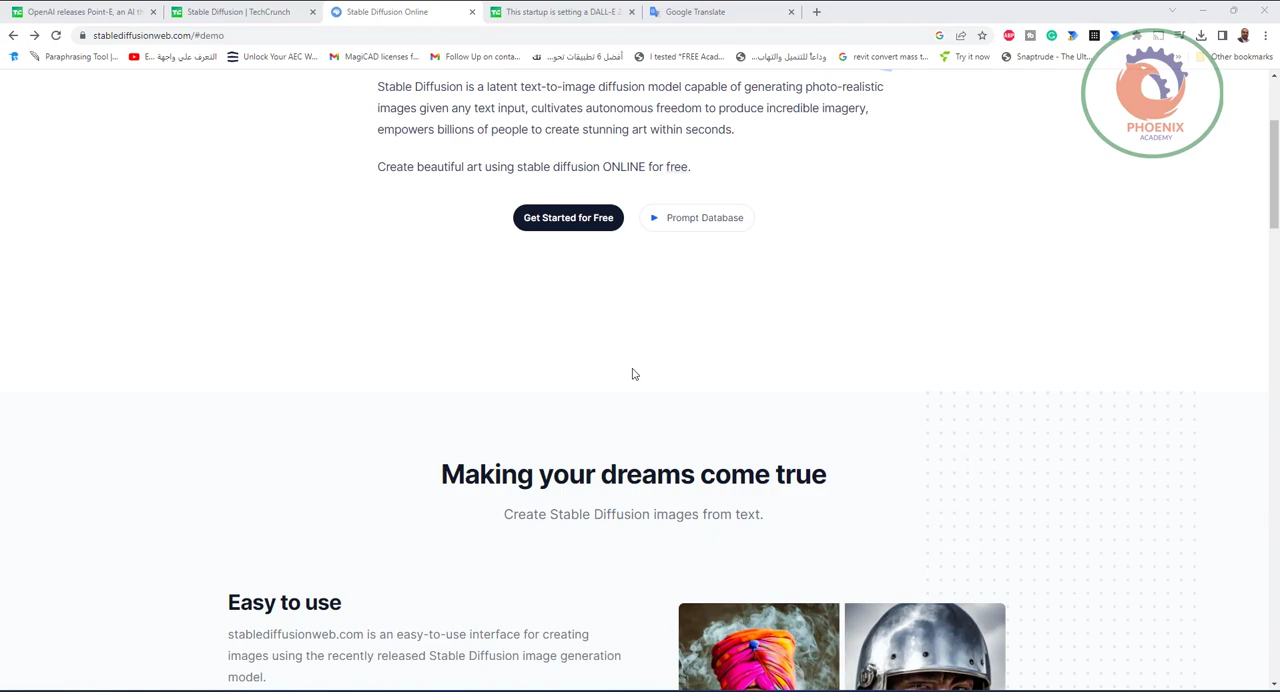 OpenAI releases Point-E, an AI th
Stable Diffusion | TechCrunch
Stable Diffusion Online
This startup is setting a DALL-E 2
Google Translate
stablediffusionweb.com/#demo
Paraphrasing Tool |...
التعرف علي واجهة... E
Unlock Your AEC W...
MagiCAD licenses f...
Follow Up on conta...
أفضل 6 تطبيقات تحو...
I tested *FREE Acad...
وداعاً للتنميل والتهاب...
revit convert mass t...
Try it now
Snaptrude - The Ult...
Other bookmarks
PHOENIX
ACADEMY
Stable Diffusion is a latent text-to-image diffusion model capable of generating photo-realistic
images given any text input, cultivates autonomous freedom to produce incredible imagery,
empowers billions of people to create stunning art within seconds.
Create beautiful art using stable diffusion ONLINE for free.
Get Started for Free
Prompt Database
Making your dreams come true
Create Stable Diffusion images from text.
Easy to use
stablediffusionweb.com is an easy-to-use interface for creating
images using the recently released Stable Diffusion image generation
model.